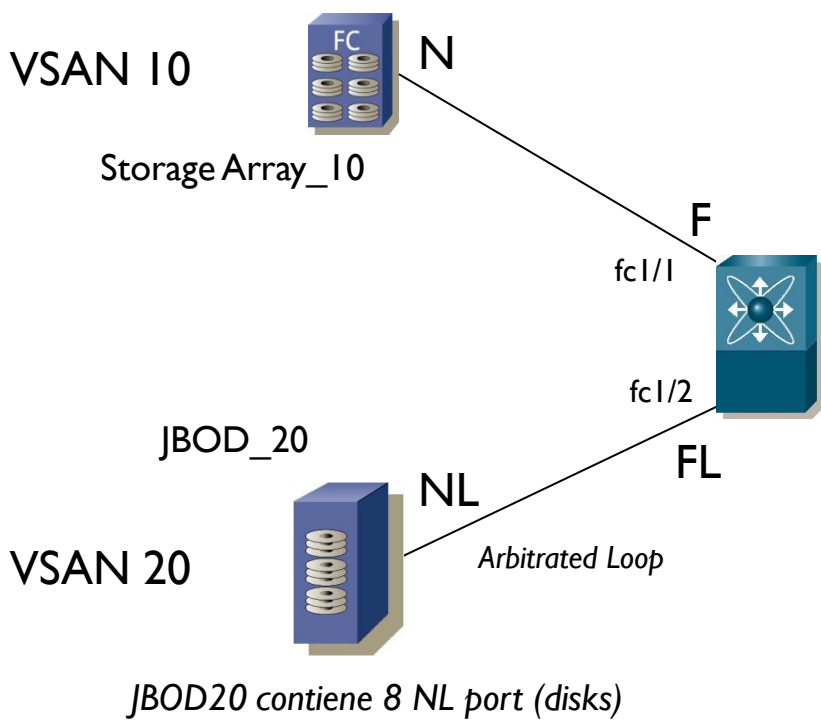 FC
N
VSAN 10
Storage Array_10
F
fc1/1
fc1/2
JBOD_20
NL
FL
Arbitrated Loop
VSAN 20
JBOD20 contiene 8 NL port (disks)